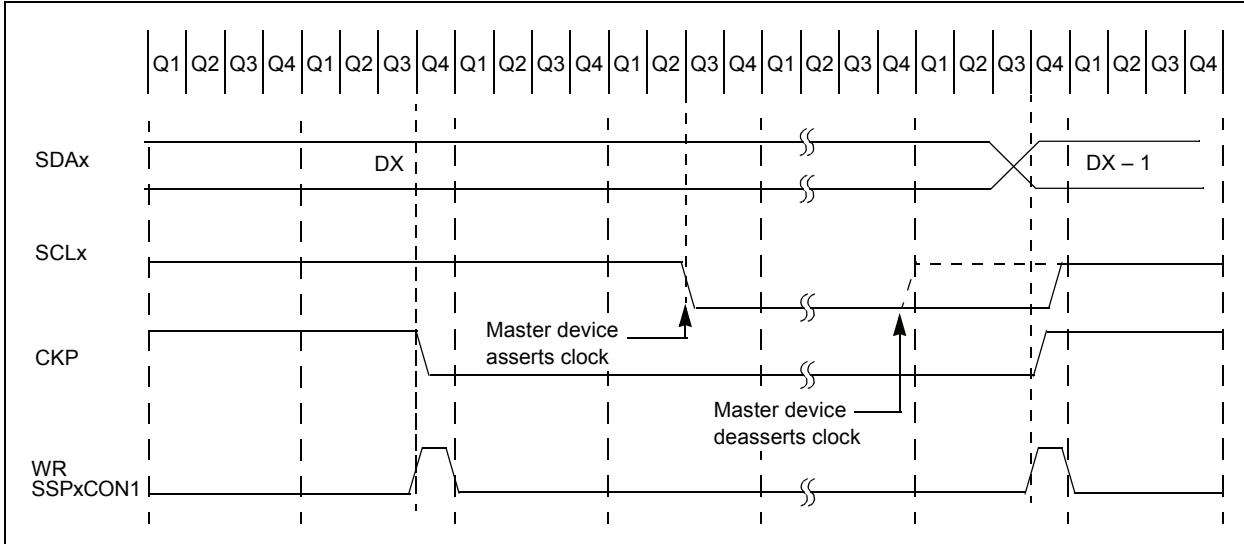 Q1 Q2 Q3 Q4 Q1 Q2 Q3 Q4 Q1 Q2 Q3 Q4 Q1 Q2 Q3 Q4 Q1 Q2 Q3 Q4 Q1 Q2 Q3 Q4 Q1 Q2 Q3 Q4
SDAx
DX
DX – 1
SCLx
Master device
asserts clock
CKP
Master device
deasserts clock
WR
SSPxCON1